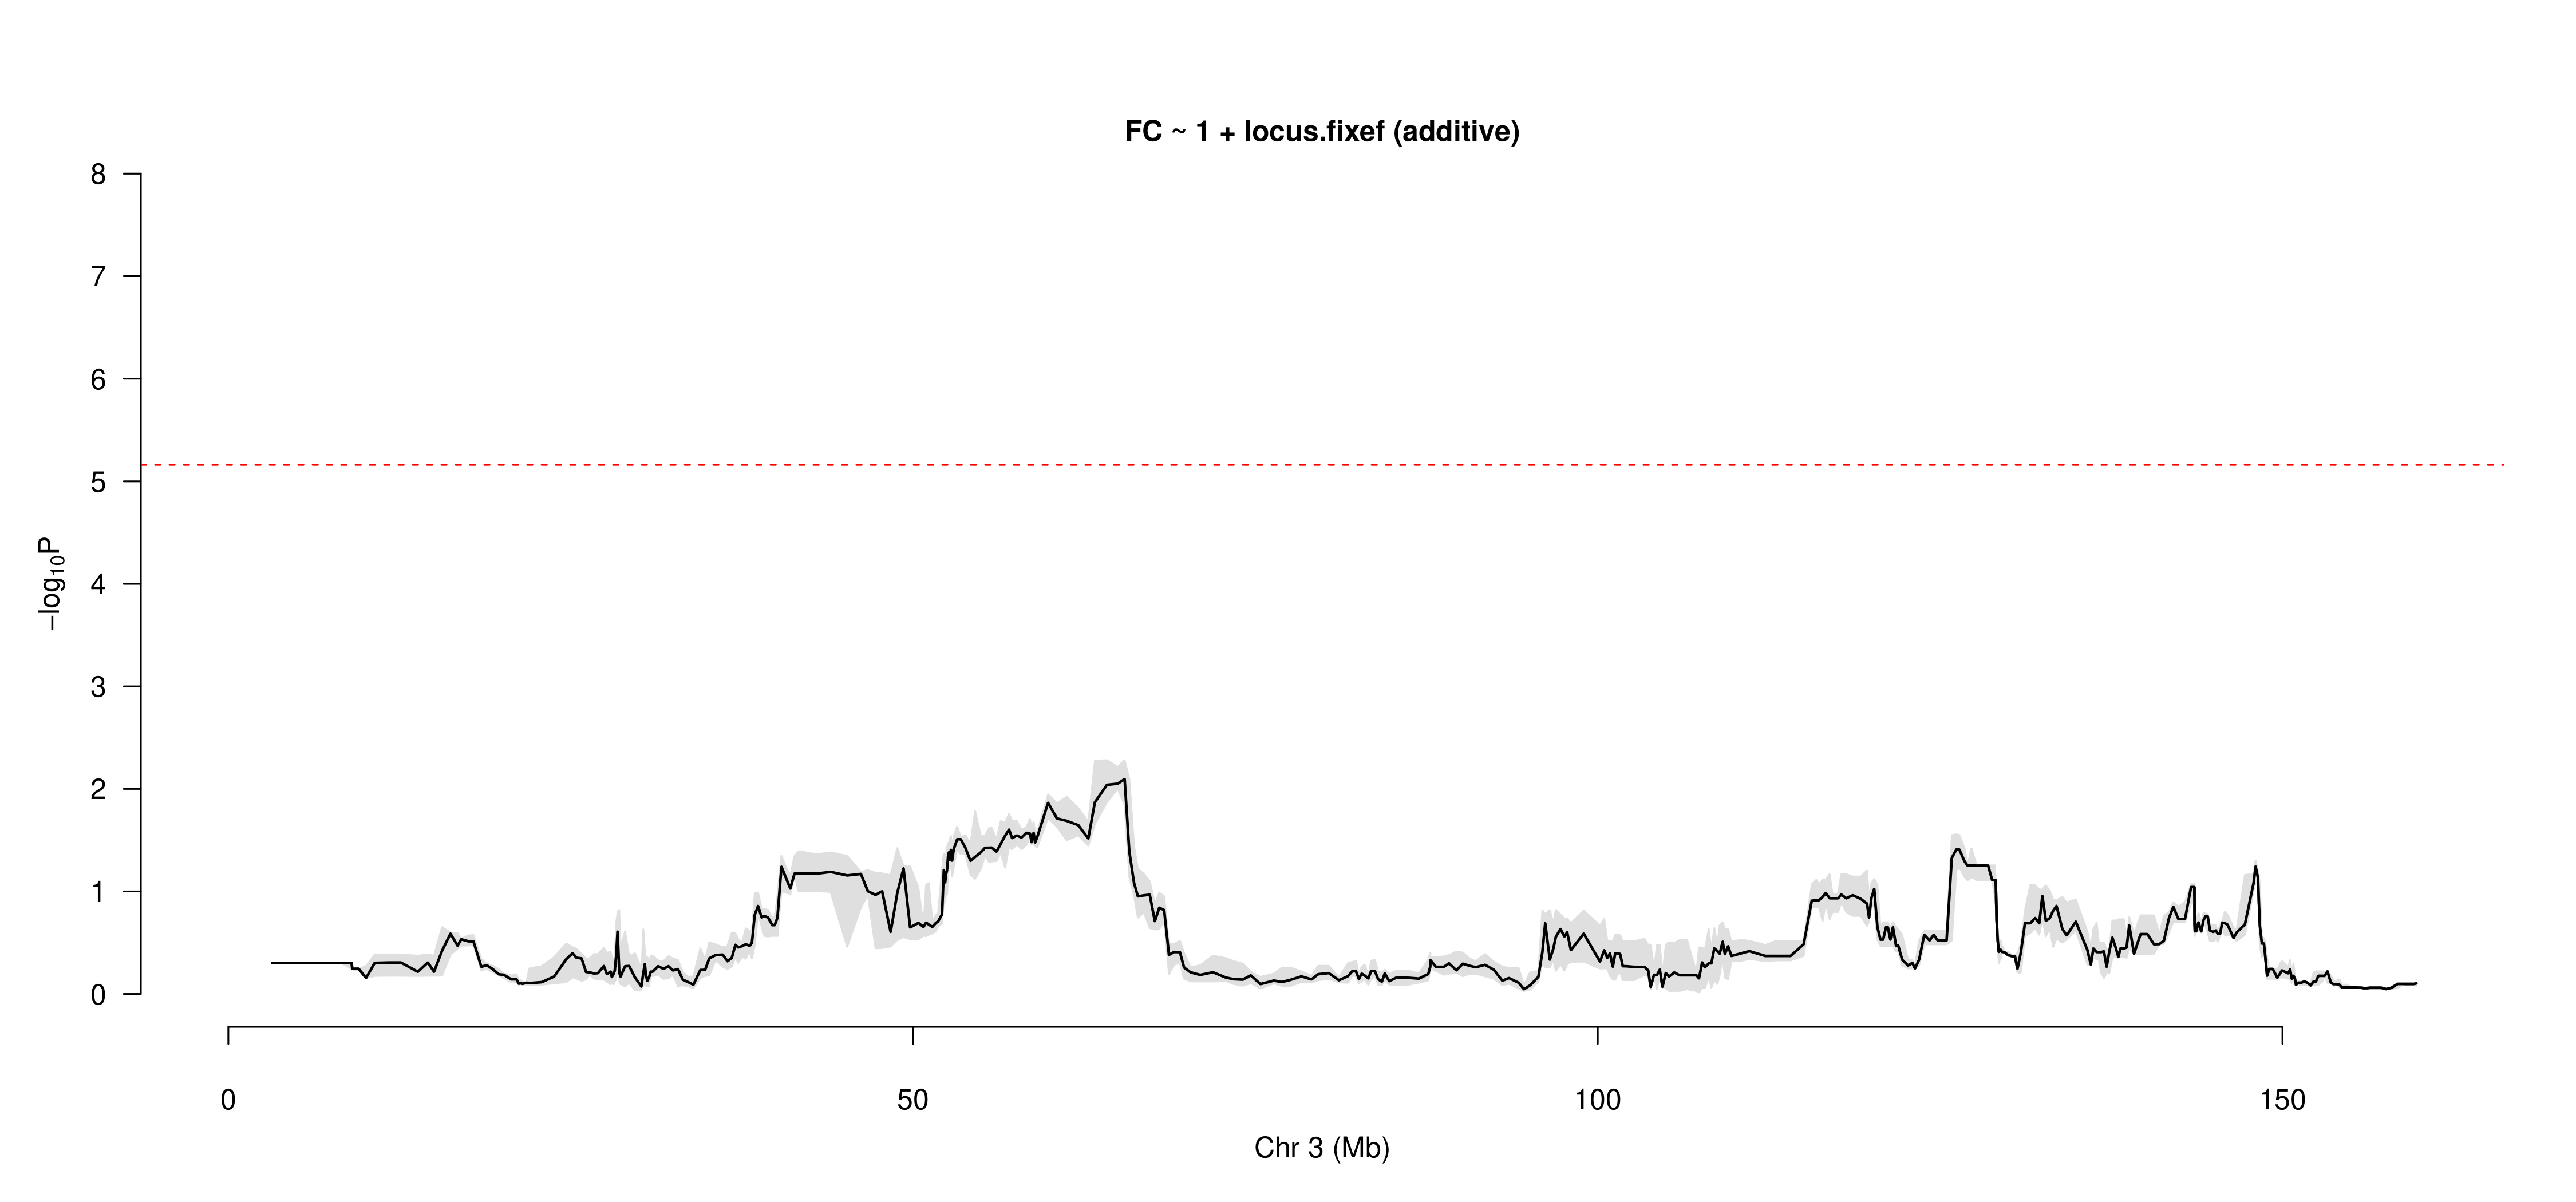 FC ~ 1 + locus.fixef (additive)
8
7
6
5
4
3
2
1
0
−log10P
0 50 100 150
Chr 3 (Mb)